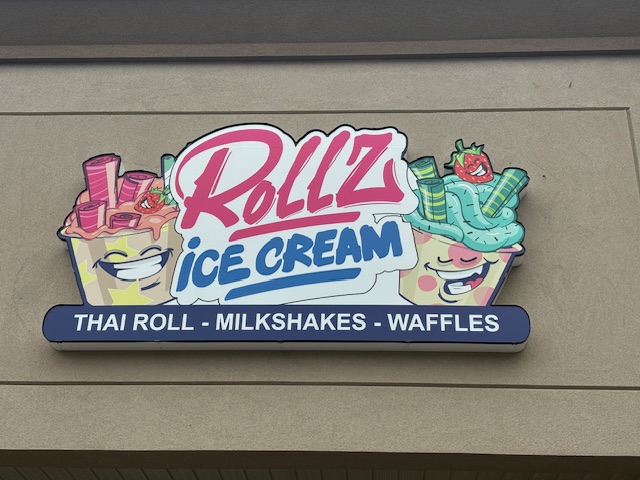 Rollz
iCE CREAM
THAI ROLL - MILKSHAKES - WAFFLES